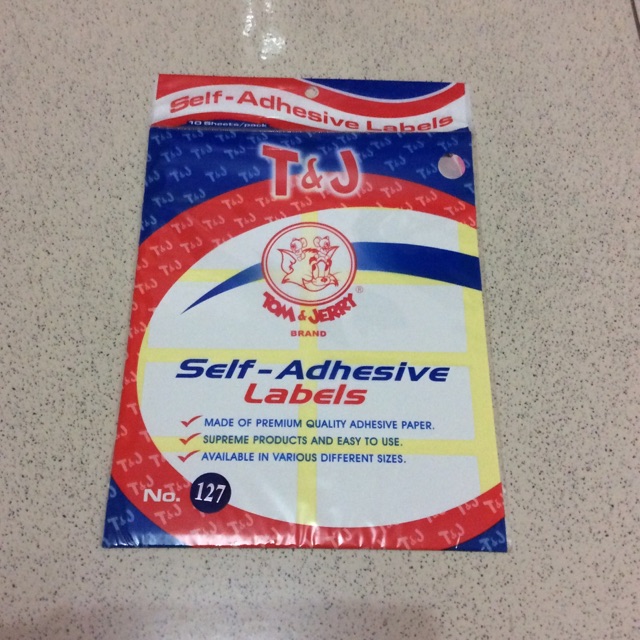 Self-Adhesive Labels
10 Sheets/pack
T&J
TOM & JERRY®
BRAND
Self-Adhesive
Labels
MADE OF PREMIUM QUALITY ADHESIVE PAPER.
SUPREME PRODUCTS AND EASY TO USE.
AVAILABLE IN VARIOUS DIFFERENT SIZES.
No. 127